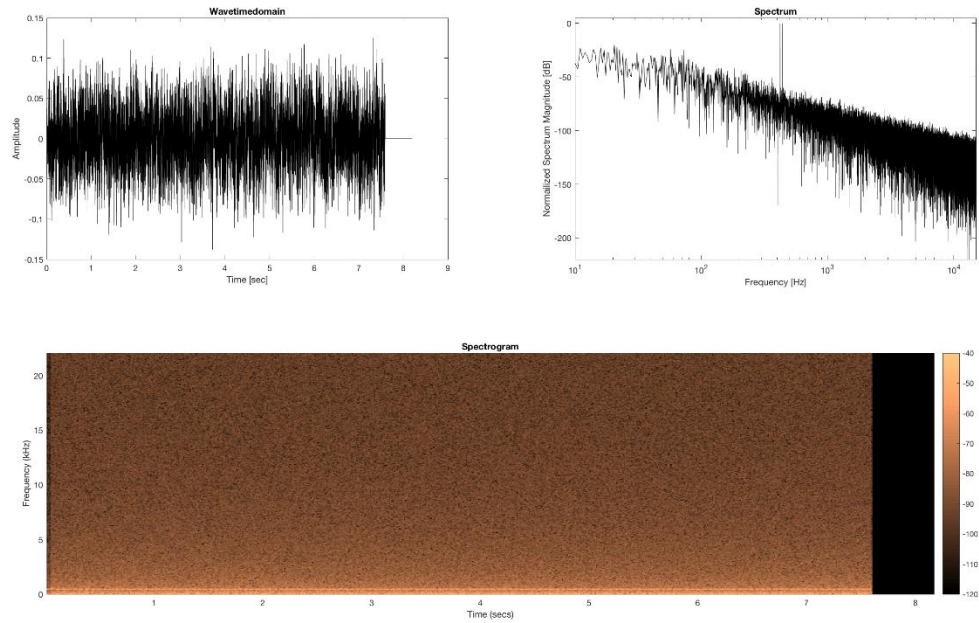 Wavetimedomain
0.15
0.1
0.05
0
-0.05
-0.1
-0.15
Amplitude
0 1 2 3 4 5 6 7 8 9
Time [sec]
Spectrum
0
-50
-100
-150
-200
Normailized Spectrum Magnitude [dB]
10¹ 10² 10³ 10⁴
Frequency [Hz]
Spectrogram
20
15
10
5
0
Frequency (kHz)
1 2 3 4 5 6 7 8
Time (secs)
-40
-50
-60
-70
-80
-90
-100
-110
-120